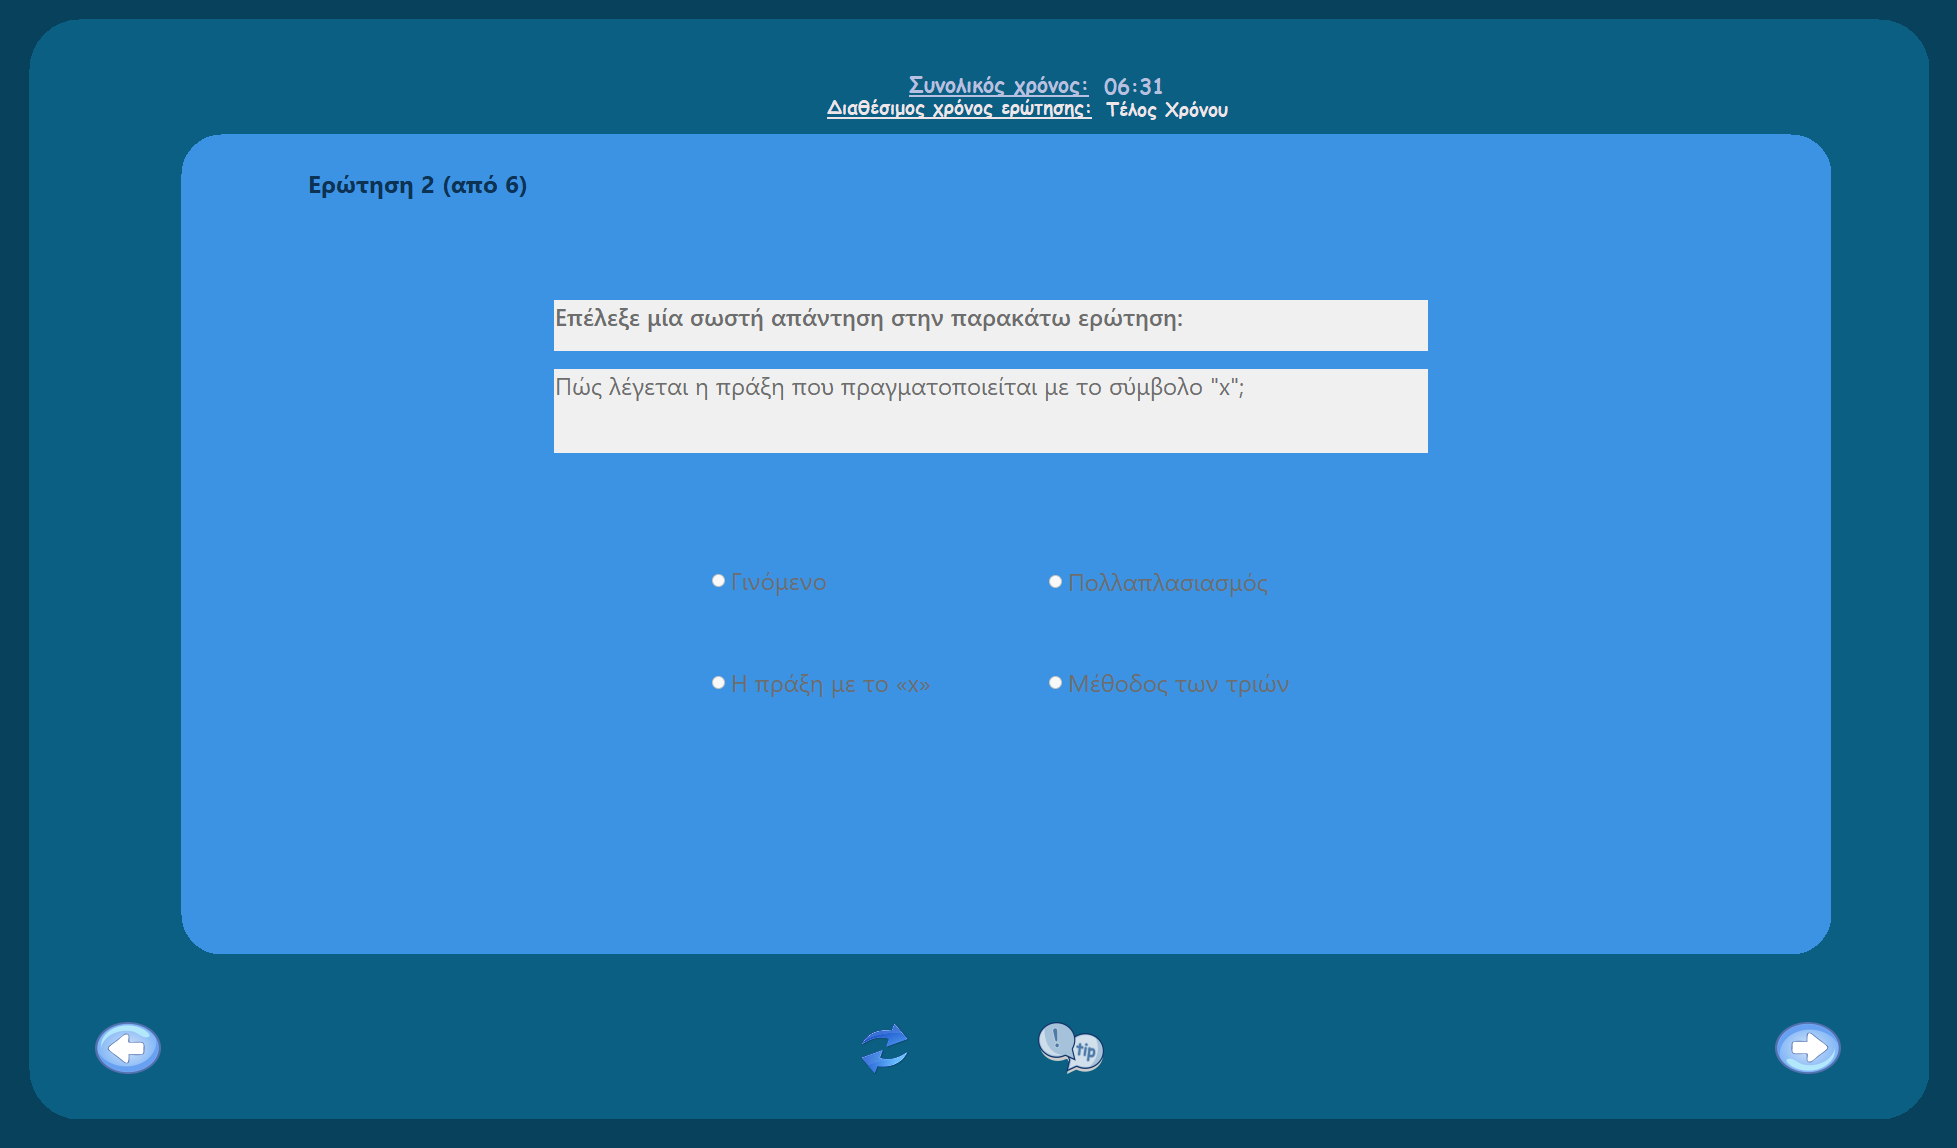 Συνολικός χρόνος: 06:31
Διαθέσιμος χρόνος ερώτησης: Τέλος Χρόνου
Ερώτηση 2 (από 6)
Επέλεξε μία σωστή απάντηση στην παρακάτω ερώτηση:
Πώς λέγεται η πράξη που πραγματοποιείται με το σύμβολο "x";
Γινόμενο
Πολλαπλασιασμός
Η πράξη με το «x»
Μέθοδος των τριών
! tip